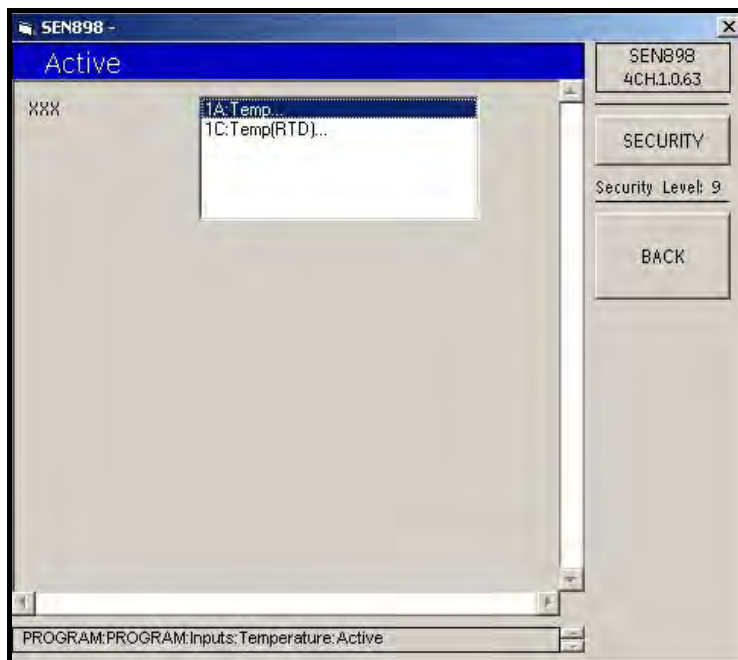 SEN898 -
Active
SEN898
4CH.1.0.63
XXX
1A:Temp...
1C:Temp(RTD)...
SECURITY
Security Level: 9
BACK
PROGRAM:PROGRAM:Inputs:Temperature:Active